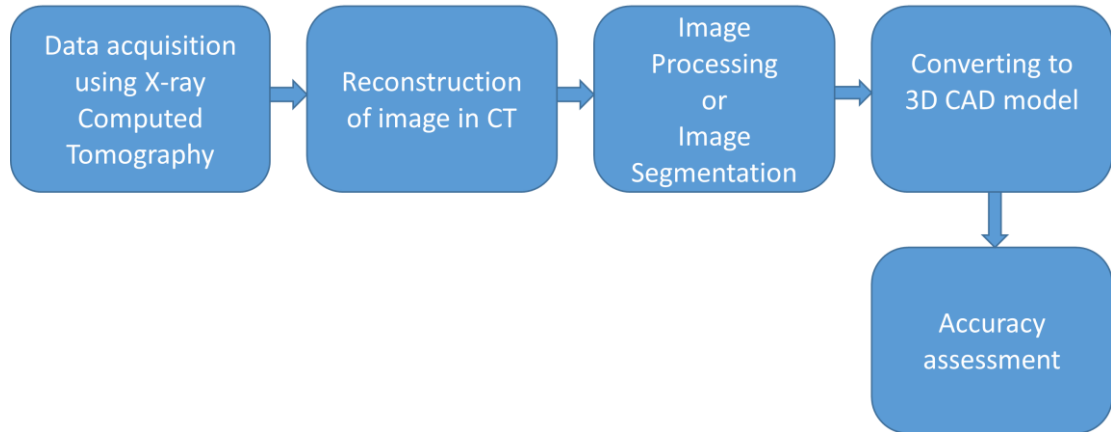 Data acquisition
using X-ray
Computed
Tomography
Reconstruction
of image in CT
Image
Processing
or
Image
Segmentation
Converting to
3D CAD model
Accuracy
assessment